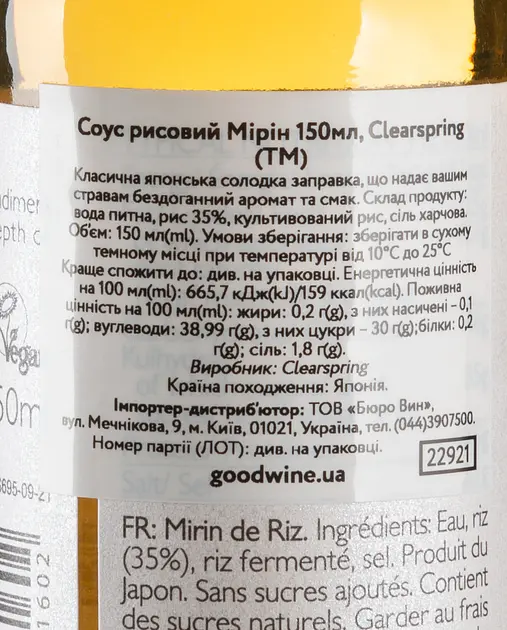 Соус рисовий Мірін 150мл, Clearspring
(ТМ)
Класична японська солодка заправка, що надає вашим
стравам бездоганний аромат та смак. Склад продукту:
вода питна, рис 35%, культивований рис, сіль харчова.
Об'єм: 150 мл(ml). Умови зберігання: зберігати в сухому
темному місці при температурі від 10°С до 25°С
Краще спожити до: див. на упаковці. Енергетична цінність
на 100 мл(ml): 665,7 кДж(kJ)/159 ккал(kcal). Поживна
цінність на 100 мл(ml): жири: 0,2 г(g), з них насичені - 0,1
г(g); вуглеводи: 38,99 г(g), з них цукри - 30 г(g);білки: 0,2
г(g); сіль: 1,8 г(g).
Виробник: Clearspring
Країна походження: Японія.
Імпортер-дистриб'ютор: ТОВ «Бюро Вин»,
вул. Мечнікова, 9, м. Київ, 01021, Україна, тел. (044)3907500.
Номер партії (ЛОТ): див. на упаковці.
22921
goodwine.ua
FR: Mirin de Riz. Ingrédients: Eau, riz
(35%), riz fermenté, sel. Produit du
Japon. Sans sucres ajoutés. Contient
des sucres naturels. Garder au frais
Vegan
6695-09-21
1602